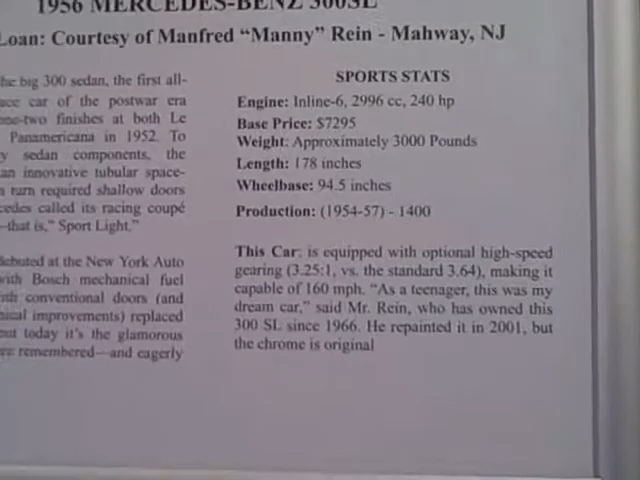 1956 MERCEDES-BENZ 300SL
Loan: Courtesy of Manfred “Manny” Rein - Mahway, NJ
the big 300 sedan, the first all-
car of the postwar era
one-two finishes at both Le
Panamericana in 1952. To
sedan components, the
an innovative tubular space-
turn required shallow doors
called its racing coupé
—that is,” Sport Light.”
debuted at the New York Auto
with Bosch mechanical fuel
conventional doors (and
improvements) replaced
but today it's the glamorous
remembered—and eagerly
SPORTS STATS
Engine: Inline-6, 2996 cc, 240 hp
Base Price: $7295
Weight: Approximately 3000 Pounds
Length: 178 inches
Wheelbase: 94.5 inches
Production: (1954-57) - 1400
This Car: is equipped with optional high-speed
gearing (3.25:1, vs. the standard 3.64), making it
capable of 160 mph. “As a teenager, this was my
dream car,” said Mr. Rein, who has owned this
300 SL since 1966. He repainted it in 2001, but
the chrome is original